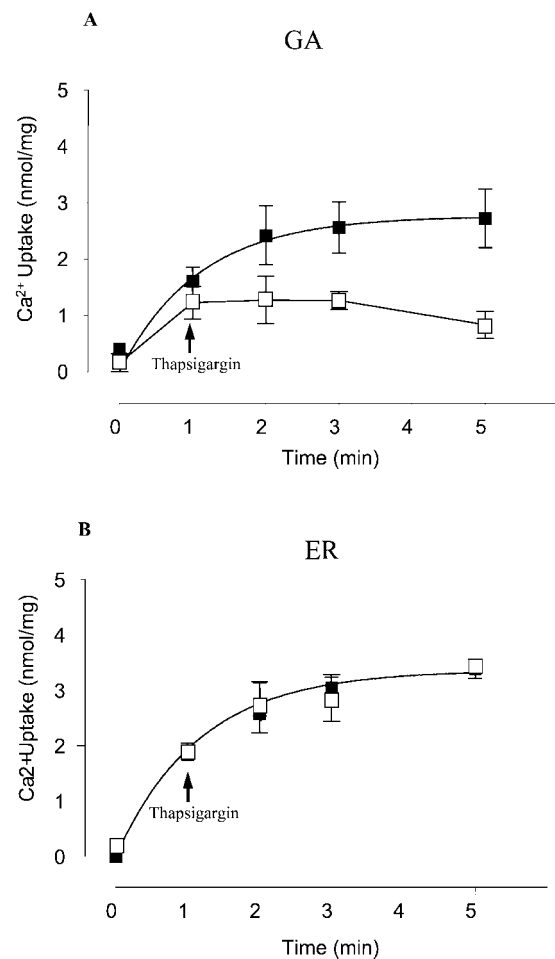 A
GA
5
4
3
2
1
0
Ca²⁺ Uptake (nmol/mg)
Thapsigargin
0 1 2 3 4 5
Time (min)
B
ER
5
4
3
2
1
0
Ca2+Uptake (nmol/mg)
Thapsigargin
0 1 2 3 4 5
Time (min)